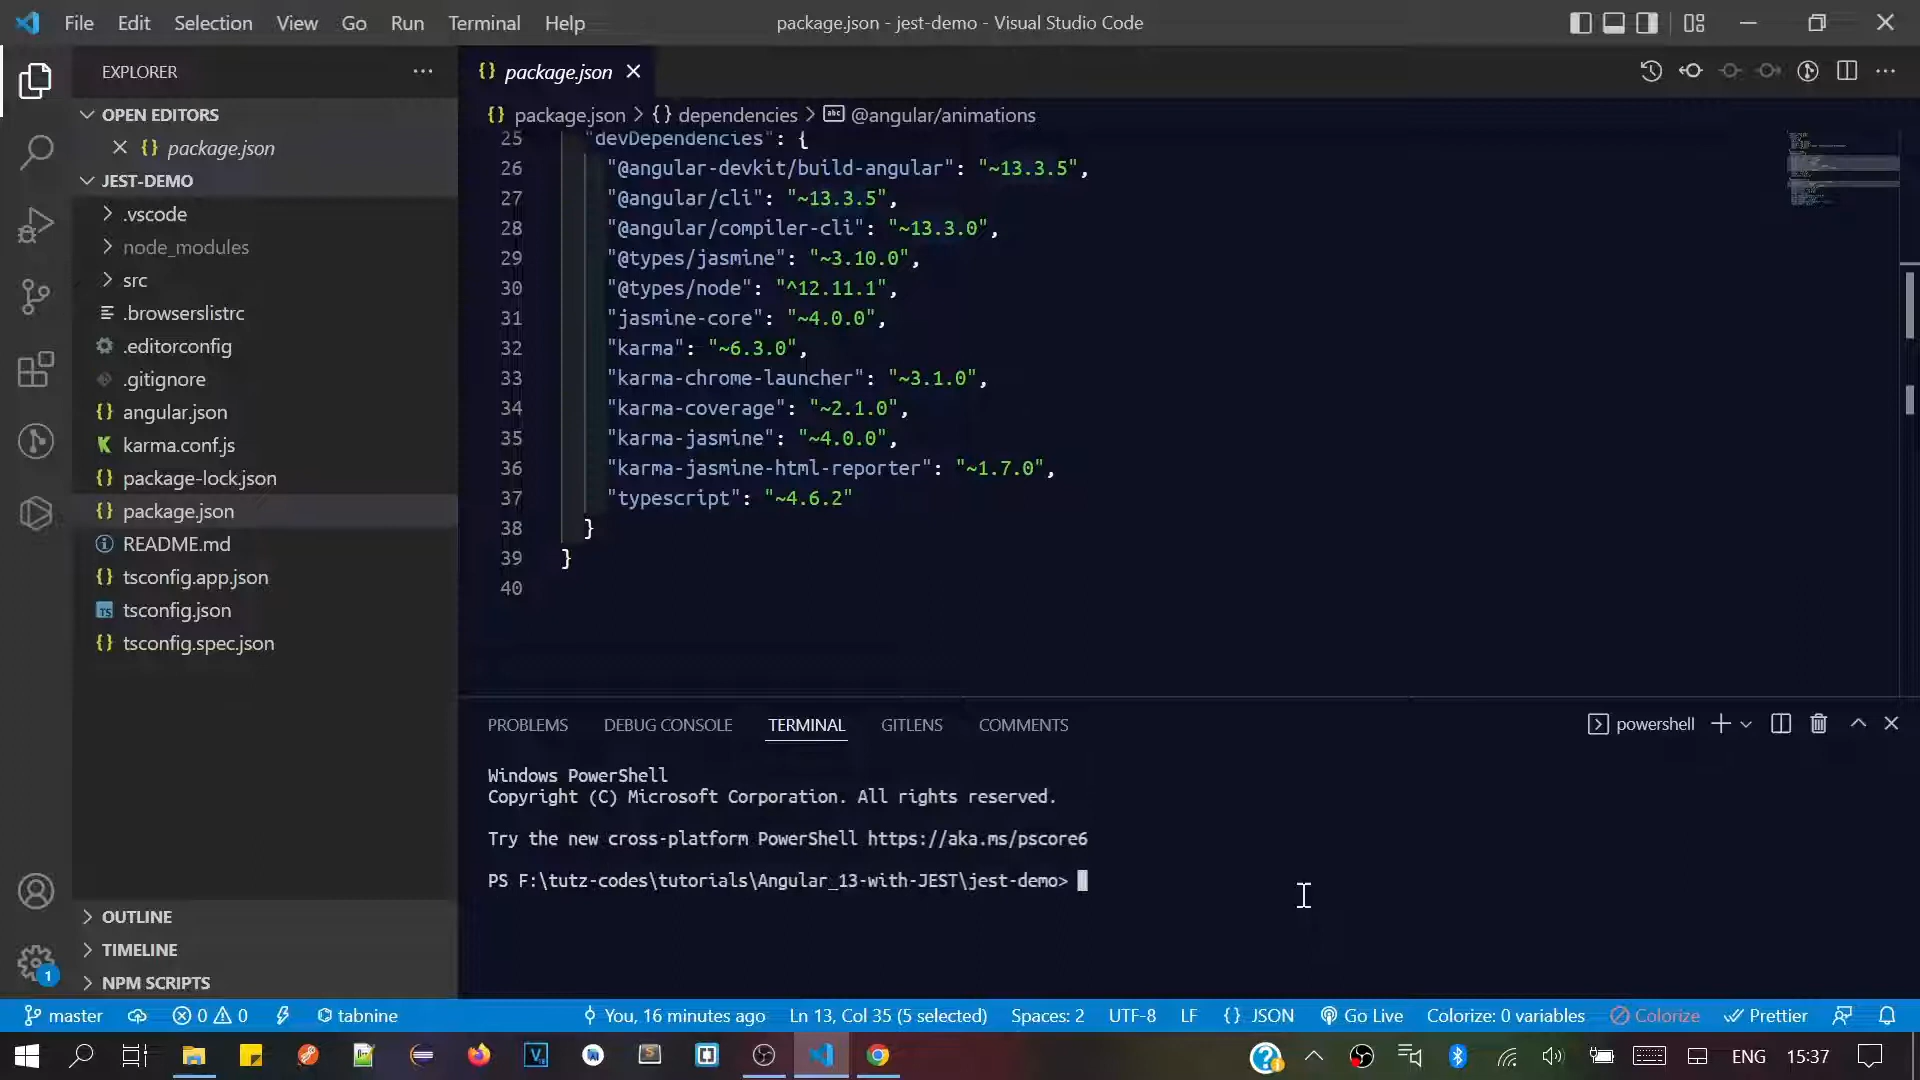 File Edit Selection View Go Run Terminal Help package.json - jest-demo - Visual Studio Code
EXPLORER
OPEN EDITORS
{} package.json
JEST-DEMO
.vscode
node_modules
src
.browserslistrc
.editorconfig
.gitignore
{} angular.json
karma.conf.js
{} package-lock.json
{} package.json
README.md
{} tsconfig.app.json
TS tsconfig.json
{} tsconfig.spec.json
OUTLINE
TIMELINE
NPM SCRIPTS
{} package.json
{} package.json > {} dependencies > abc @angular/animations
25 "devDependencies": {
26 "@angular-devkit/build-angular": "~13.3.5",
27 "@angular/cli": "~13.3.5",
28 "@angular/compiler-cli": "~13.3.0",
29 "@types/jasmine": "~3.10.0",
30 "@types/node": "^12.11.1",
31 "jasmine-core": "~4.0.0",
32 "karma": "~6.3.0",
33 "karma-chrome-launcher": "~3.1.0",
34 "karma-coverage": "~2.1.0",
35 "karma-jasmine": "~4.0.0",
36 "karma-jasmine-html-reporter": "~1.7.0",
37 "typescript": "~4.6.2"
38 }
39 }
40
PROBLEMS DEBUG CONSOLE TERMINAL GITLENS COMMENTS powershell
Windows PowerShell
Copyright (C) Microsoft Corporation. All rights reserved.
Try the new cross-platform PowerShell https://aka.ms/pscore6
PS F:\tutz-codes\tutorials\Angular_13-with-JEST\jest-demo>
1
master 0 0 tabnine You, 16 minutes ago Ln 13, Col 35 (5 selected) Spaces: 2 UTF-8 LF {} JSON Go Live Colorize: 0 variables Colorize Prettier
ENG 15:37